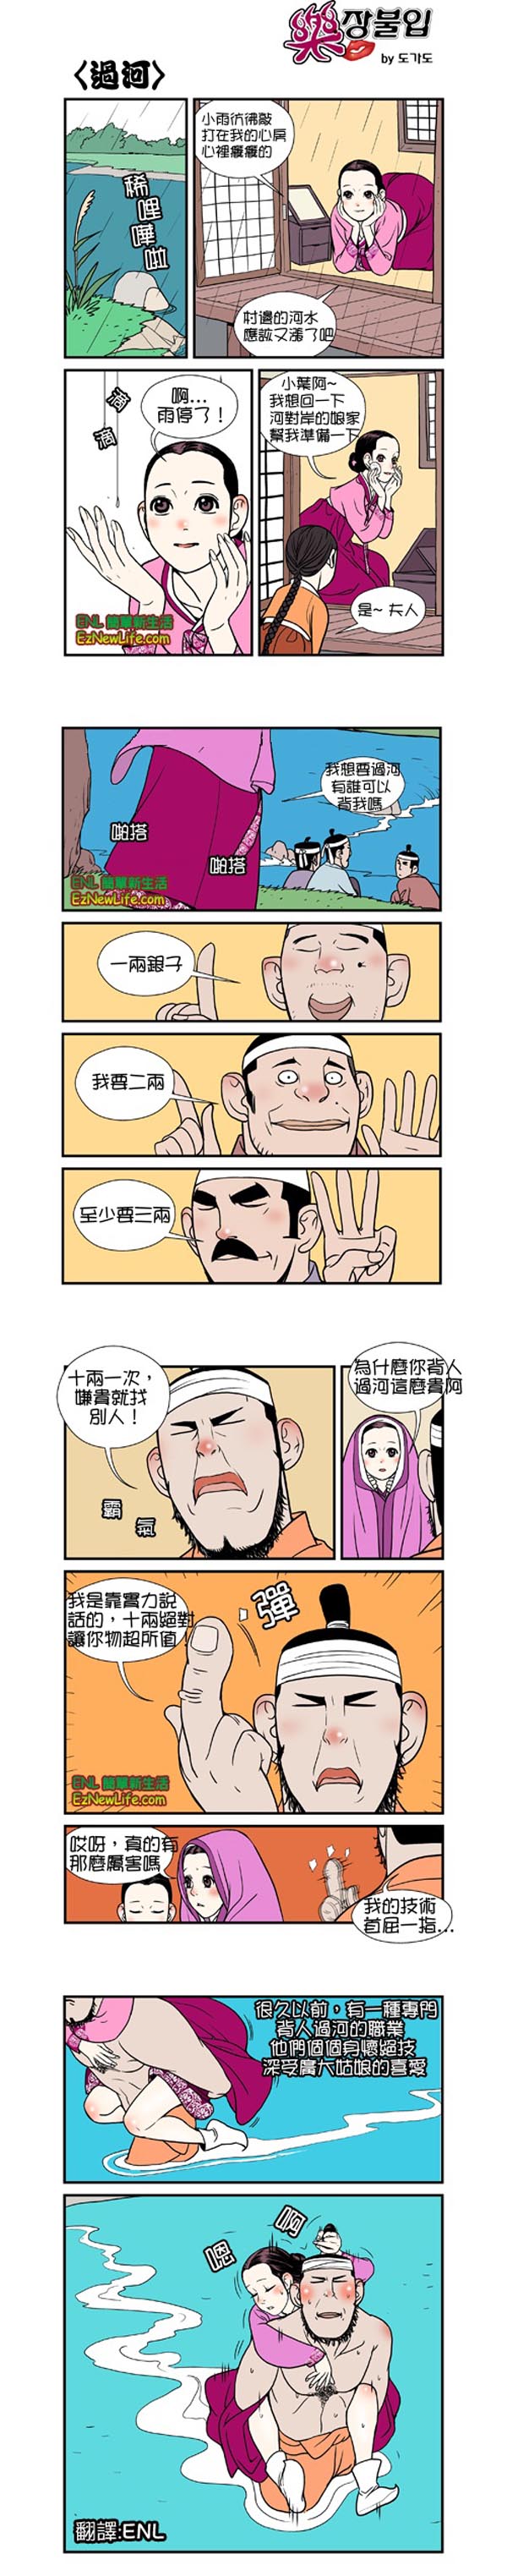 樂장불입
by 도가도
〈過河〉
稀哩嘩啦
小雨彷彿敲
打在我的心房
心裡癢癢的
村邊的河水
應該又漲了吧
滴
滴
啊...
雨停了!
ENL 簡單新生活
EzNewLife.com
小葉阿~
我想回一下
河對岸的娘家
幫我準備一下
是~ 夫人
我想要過河
有誰可以
背我嗎
啪搭
啪搭
ENL 簡單新生活
EzNewLife.com
一兩銀子
我要二兩
至少要三兩
十兩一次,
嫌貴就找
別人!
霸
氣
為什麼你背人
過河這麼貴阿
我是靠實力說
話的,十兩絕對
讓你物超所值!
彈
ENL 簡單新生活
EzNewLife.com
哎呀,真的有
那麼厲害嗎
我的技術
首屈一指...
很久以前,有一種專門
背人過河的職業
他們個個身懷絕技
深受廣大姑娘的喜愛
嗯
啊
翻譯:ENL